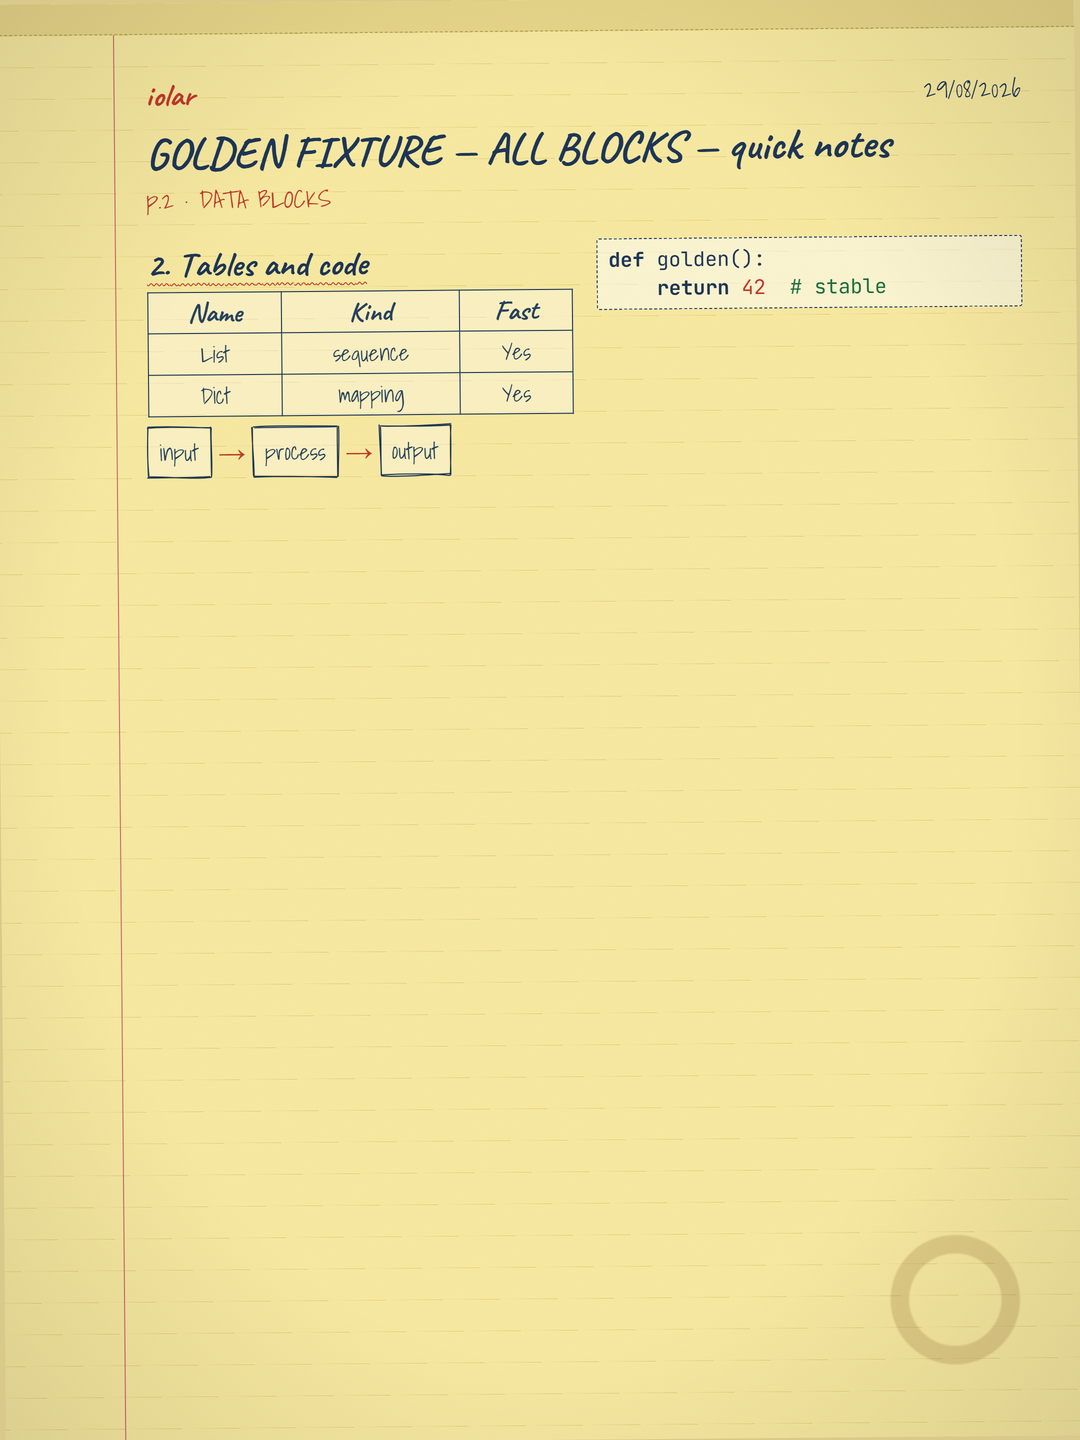 iolar
29/08/2026
GOLDEN FIXTURE – ALL BLOCKS – quick notes
P.2 · DATA BLOCKS
2. Tables and code
Name Kind Fast
List sequence Yes
Dict mapping Yes
input → process → output
def golden():
    return 42  # stable